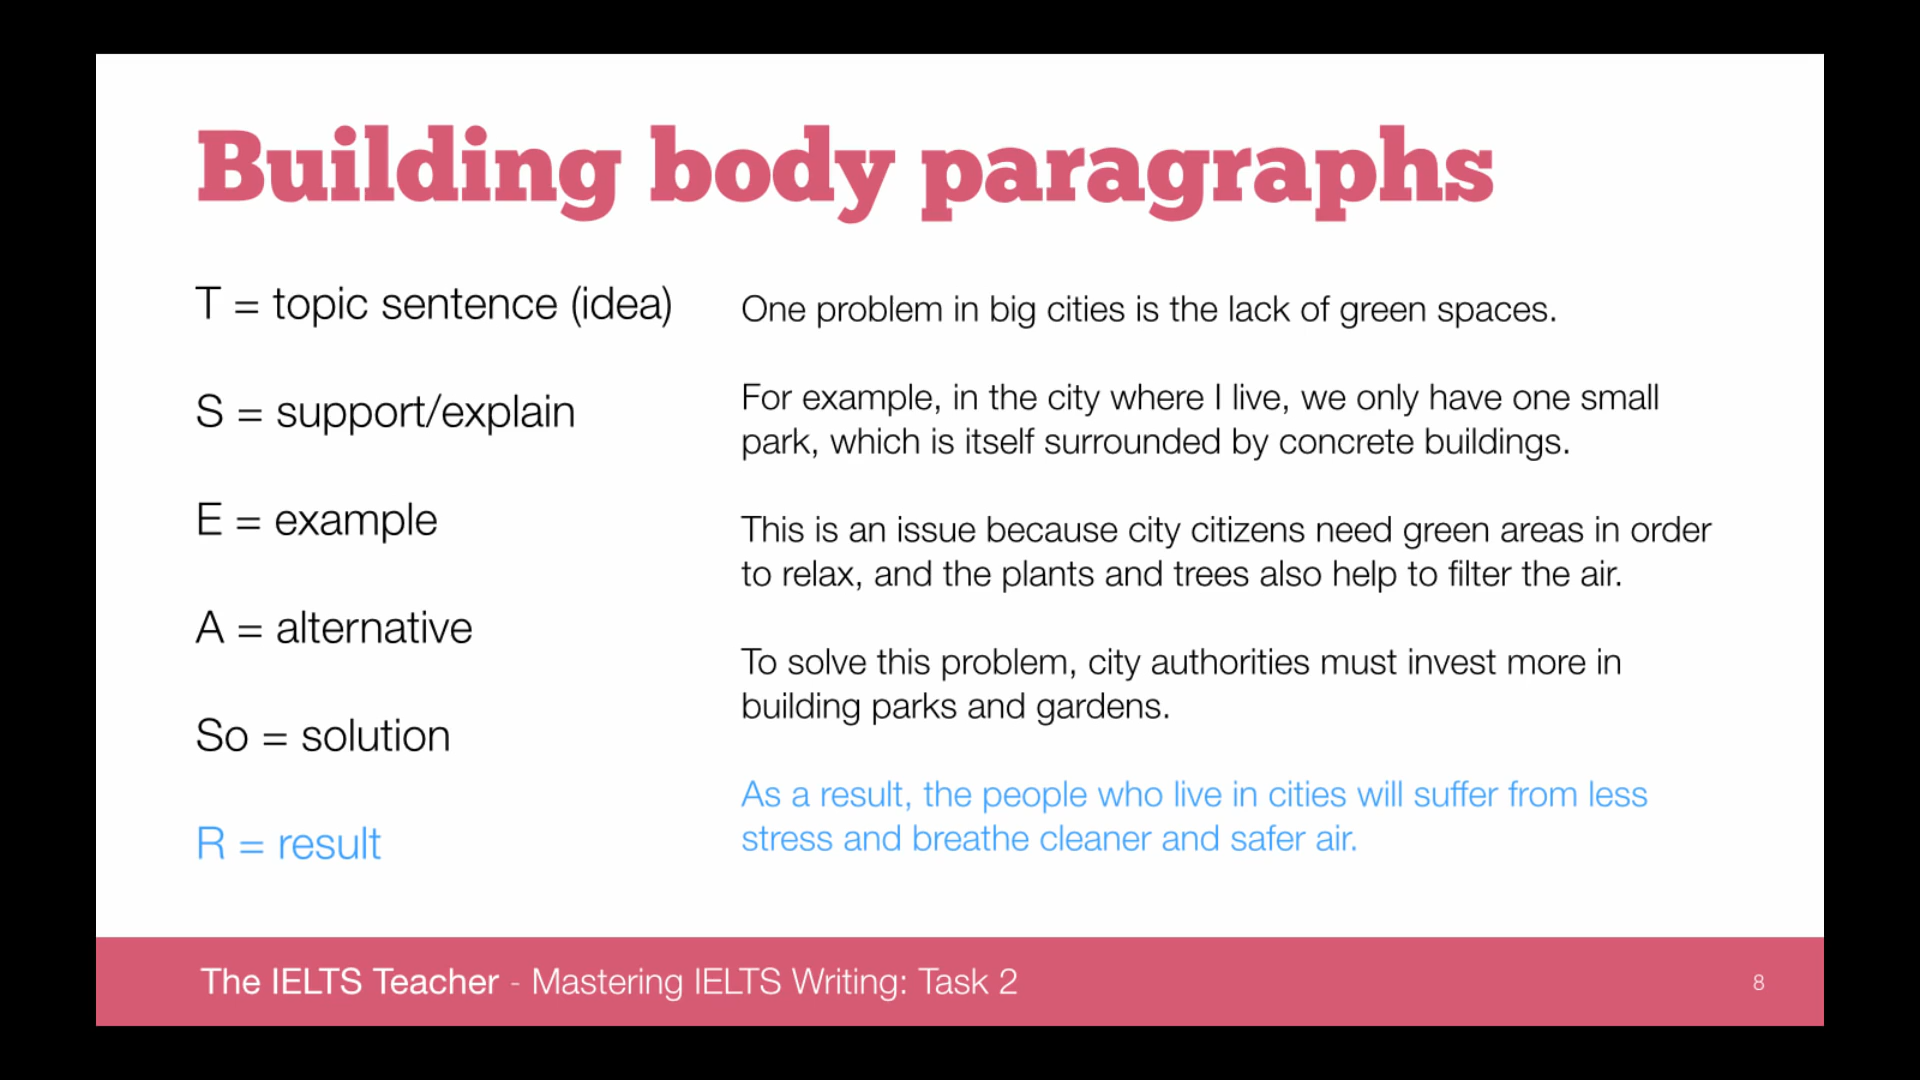 Building body paragraphs
T = topic sentence (idea)
S = support/explain
E = example
A = alternative
So = solution
R = result
One problem in big cities is the lack of green spaces.
For example, in the city where I live, we only have one small
park, which is itself surrounded by concrete buildings.
This is an issue because city citizens need green areas in order
to relax, and the plants and trees also help to filter the air.
To solve this problem, city authorities must invest more in
building parks and gardens.
As a result, the people who live in cities will suffer from less
stress and breathe cleaner and safer air.
The IELTS Teacher - Mastering IELTS Writing: Task 2
8